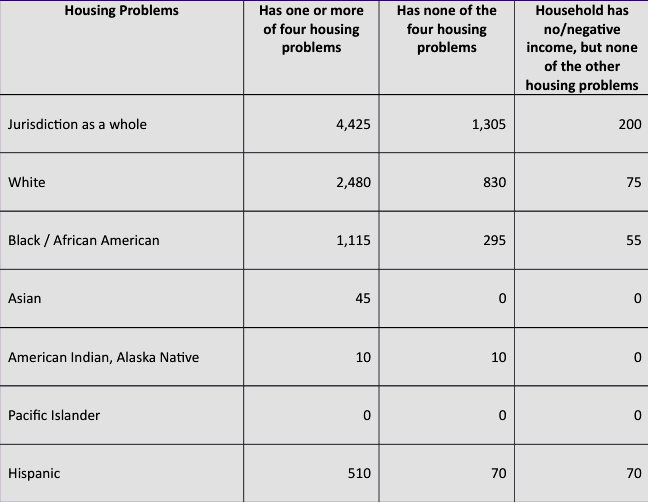 Housing Problems
Has one or more
of four housing
problems
Has none of the
four housing
problems
Household has
no/negative
income, but none
of the other
housing problems
Jurisdiction as a whole 4,425 1,305 200
White 2,480 830 75
Black / African American 1,115 295 55
Asian 45 0 0
American Indian, Alaska Native 10 10 0
Pacific Islander 0 0 0
Hispanic 510 70 70